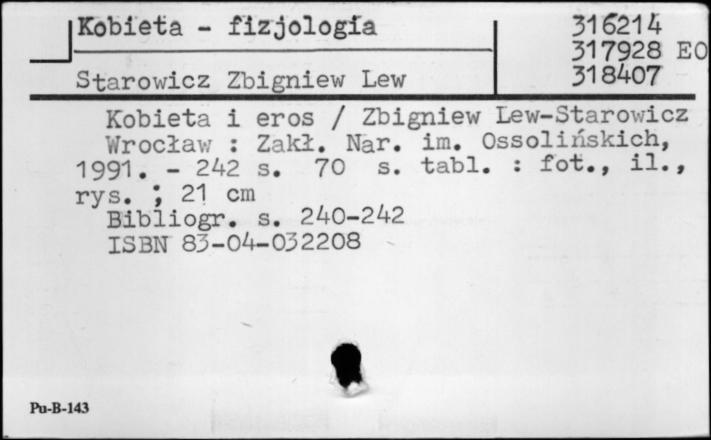 Kobieta - fizjologia
316214
317928 EO
318407
Starowicz Zbigniew Lew
Kobieta i eros / Zbigniew Lew-Starowicz
Wrocław : Zakł. Nar. im. Ossolińskich,
1991. - 242 s. 70 s. tabl. : fot., il.,
rys. ; 21 cm
Bibliogr. s. 240-242
ISBN 83-04-032208
Pu-B-143